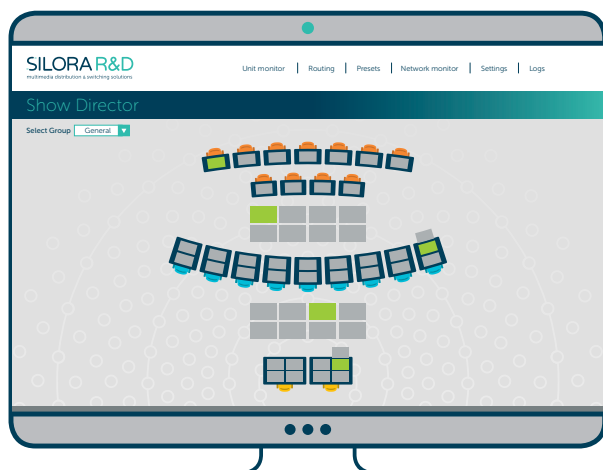 SILORA R&D
multimedia distribution & switching solutions
Unit monitor | Routing | Presets | Network monitor | Settings | Logs
Show Director
Select Group General